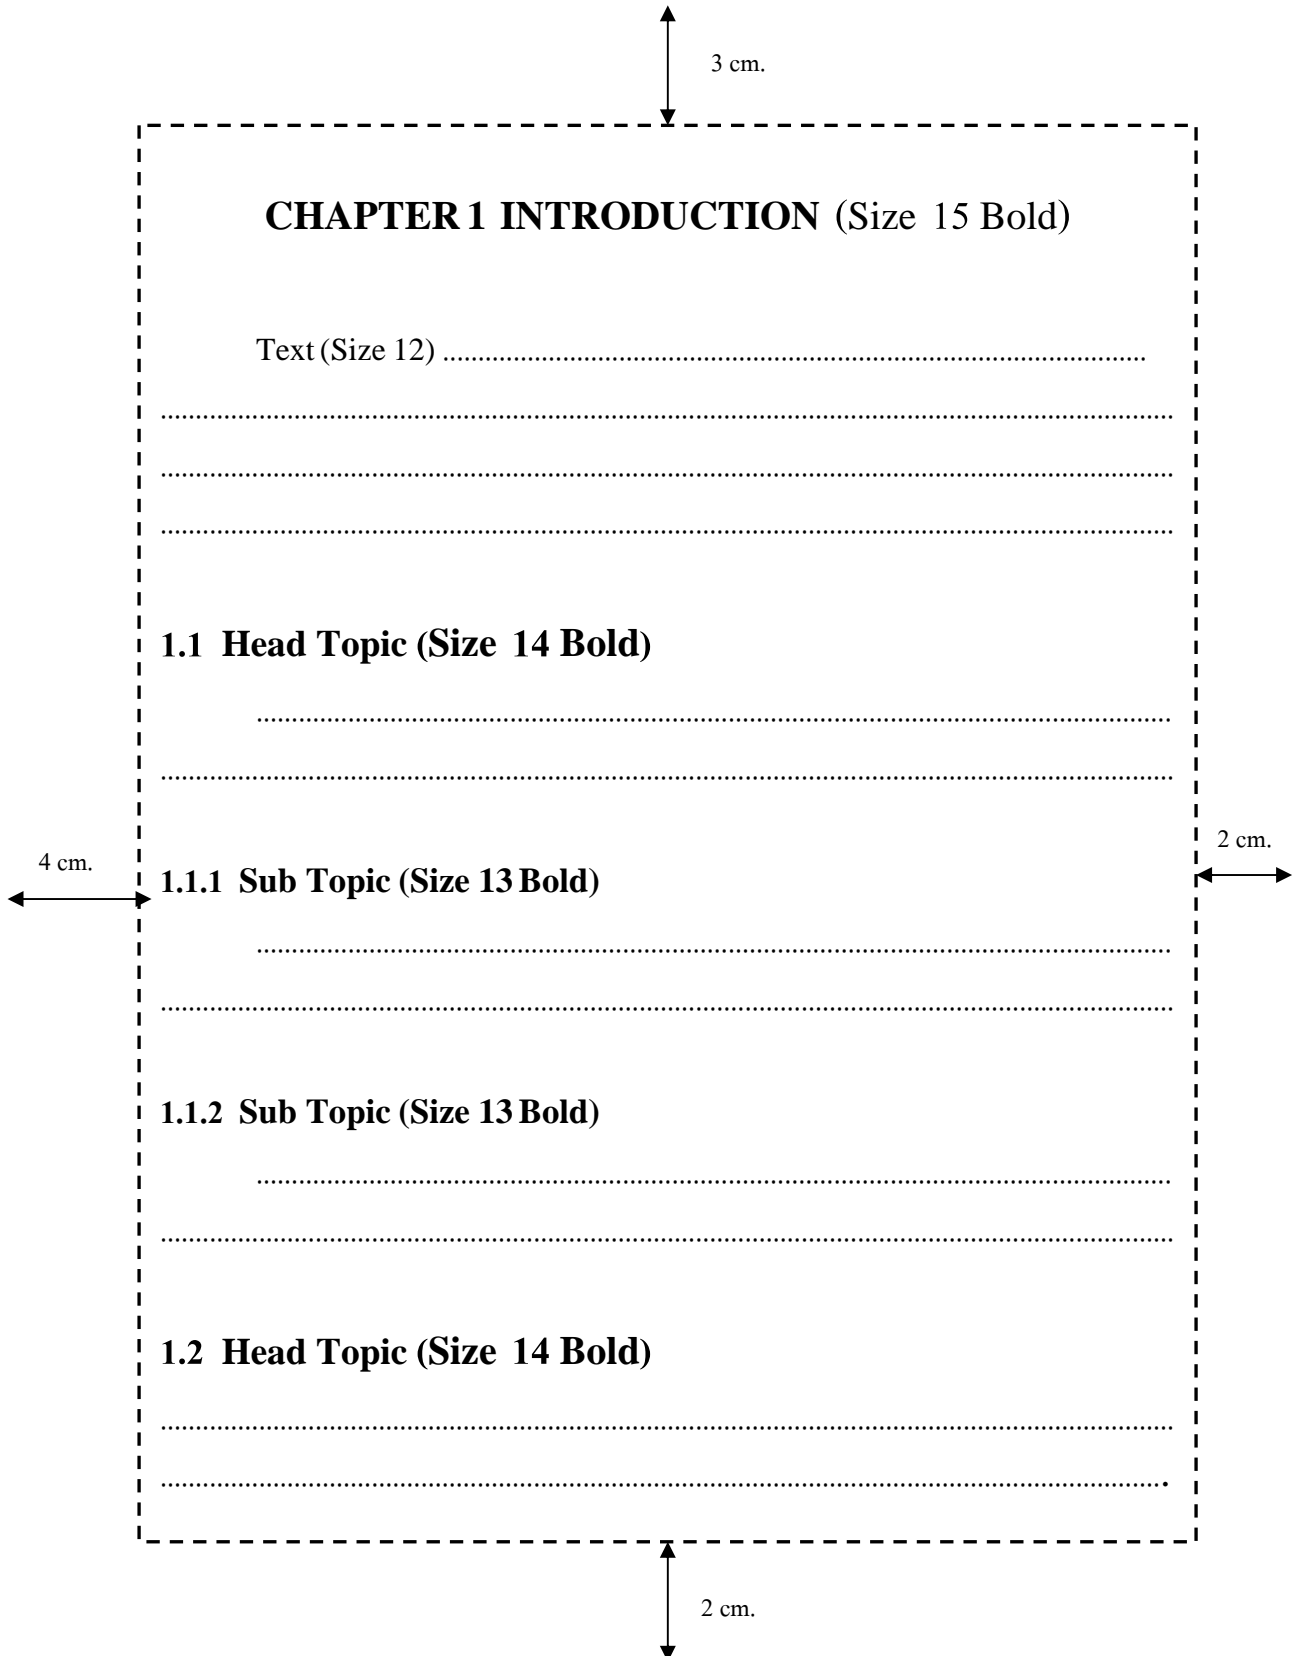 3 cm.
CHAPTER 1 INTRODUCTION (Size 15 Bold)
Text (Size 12) ....................................................................................................
................................................................................................................................................
................................................................................................................................................
................................................................................................................................................
1.1 Head Topic (Size 14 Bold)
..................................................................................................................................
................................................................................................................................................
4 cm.
2 cm.
1.1.1 Sub Topic (Size 13 Bold)
..................................................................................................................................
................................................................................................................................................
1.1.2 Sub Topic (Size 13 Bold)
..................................................................................................................................
................................................................................................................................................
1.2 Head Topic (Size 14 Bold)
................................................................................................................................................
................................................................................................................................................
2 cm.